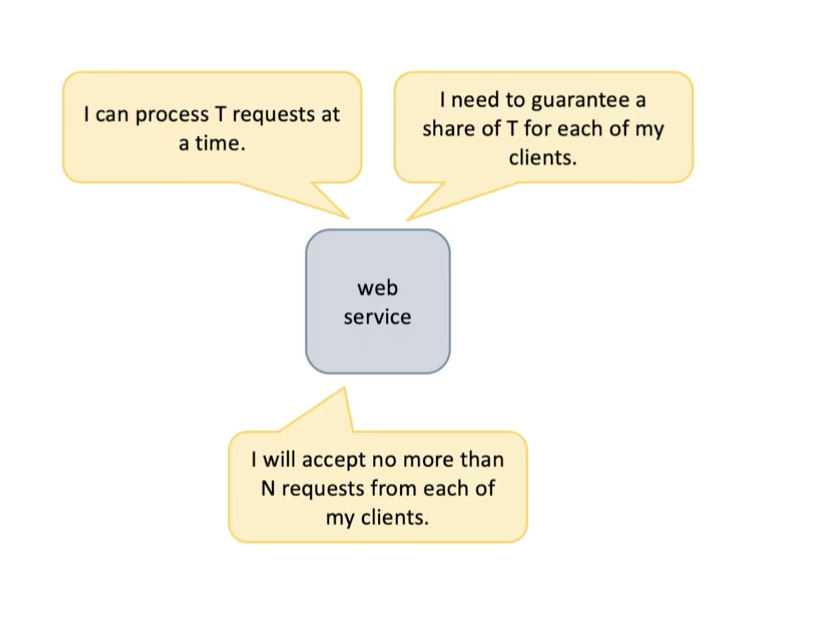 I can process T requests at
a time.
I need to guarantee a
share of T for each of my
clients.
web
service
I will accept no more than
N requests from each of
my clients.